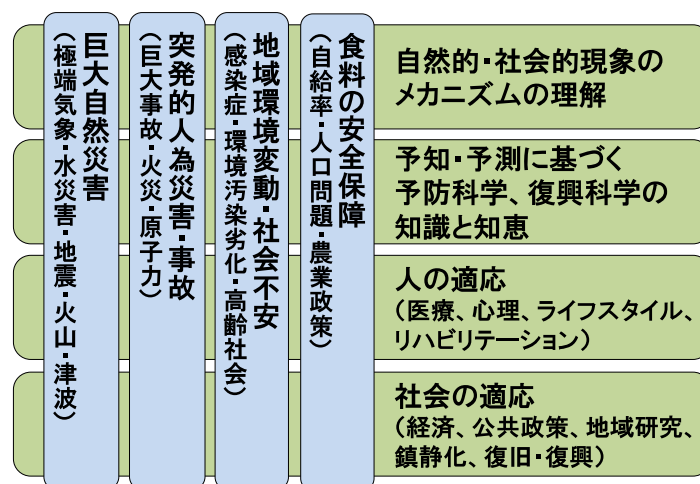 巨大自然災害
（極端気象・水災害・地震・火山・津波）
突発的人為災害・事故
（巨大事故・火災・原子力）
地域環境変動・社会不安
（感染症・環境汚染劣化・高齢社会）
食料の安全保障
（自給率・人口問題・農業政策）
自然的・社会的現象の
メカニズムの理解
予知・予測に基づく
予防科学、復興科学の
知識と知恵
人の適応
（医療、心理、ライフスタイル、
リハビリテーション）
社会の適応
（経済、公共政策、地域研究、
鎮静化、復旧・復興）